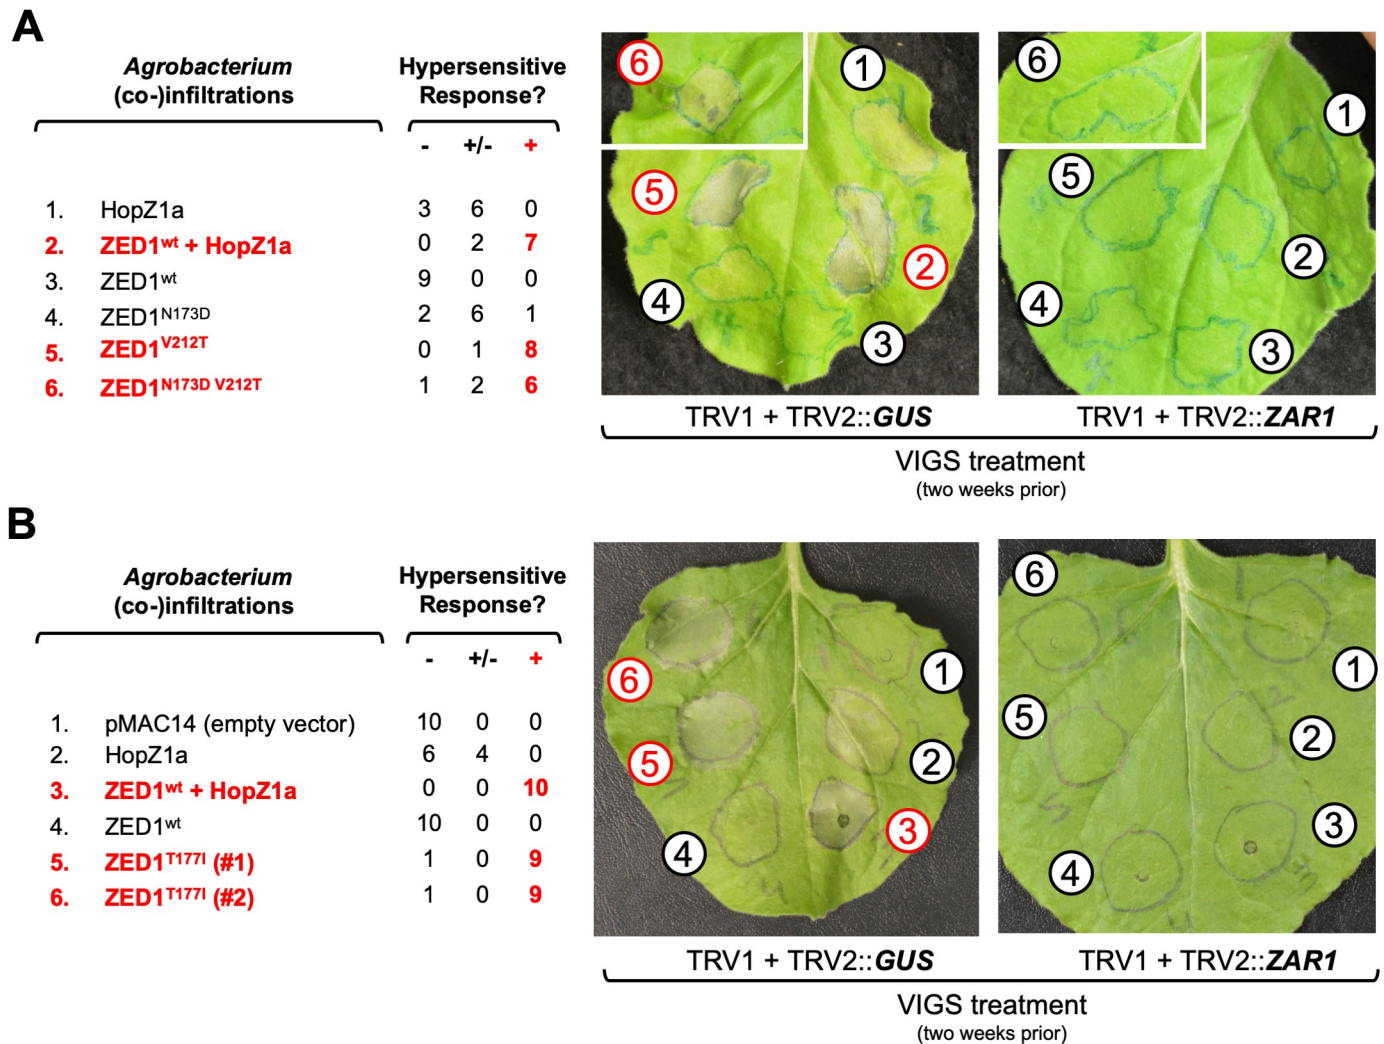 A
Agrobacterium
(co-)infiltrations
Hypersensitive
Response?
- +/- +
1. HopZ1a 3 6 0
2. ZED1wt + HopZ1a 0 2 7
3. ZED1wt 9 0 0
4. ZED1N173D 2 6 1
5. ZED1V212T 0 1 8
6. ZED1N173D V212T 1 2 6
6
1
5
2
4
3
6
1
5
2
4
3
TRV1 + TRV2::GUS
TRV1 + TRV2::ZAR1
VIGS treatment
(two weeks prior)
B
Agrobacterium
(co-)infiltrations
Hypersensitive
Response?
- +/- +
1. pMAC14 (empty vector) 10 0 0
2. HopZ1a 6 4 0
3. ZED1wt + HopZ1a 0 0 10
4. ZED1wt 10 0 0
5. ZED1T177I (#1) 1 0 9
6. ZED1T177I (#2) 1 0 9
6
1
5
2
4
3
6
1
5
2
4
3
TRV1 + TRV2::GUS
TRV1 + TRV2::ZAR1
VIGS treatment
(two weeks prior)